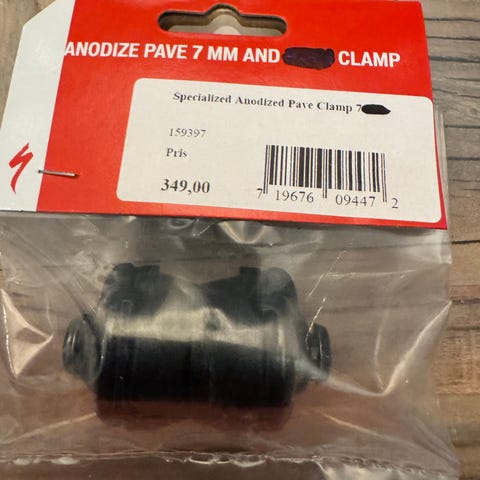 ANODIZE PAVE 7 MM AND CLAMP
Specialized Anodized Pave Clamp 7
159397
Pris
349,00
7 19676 09447 2